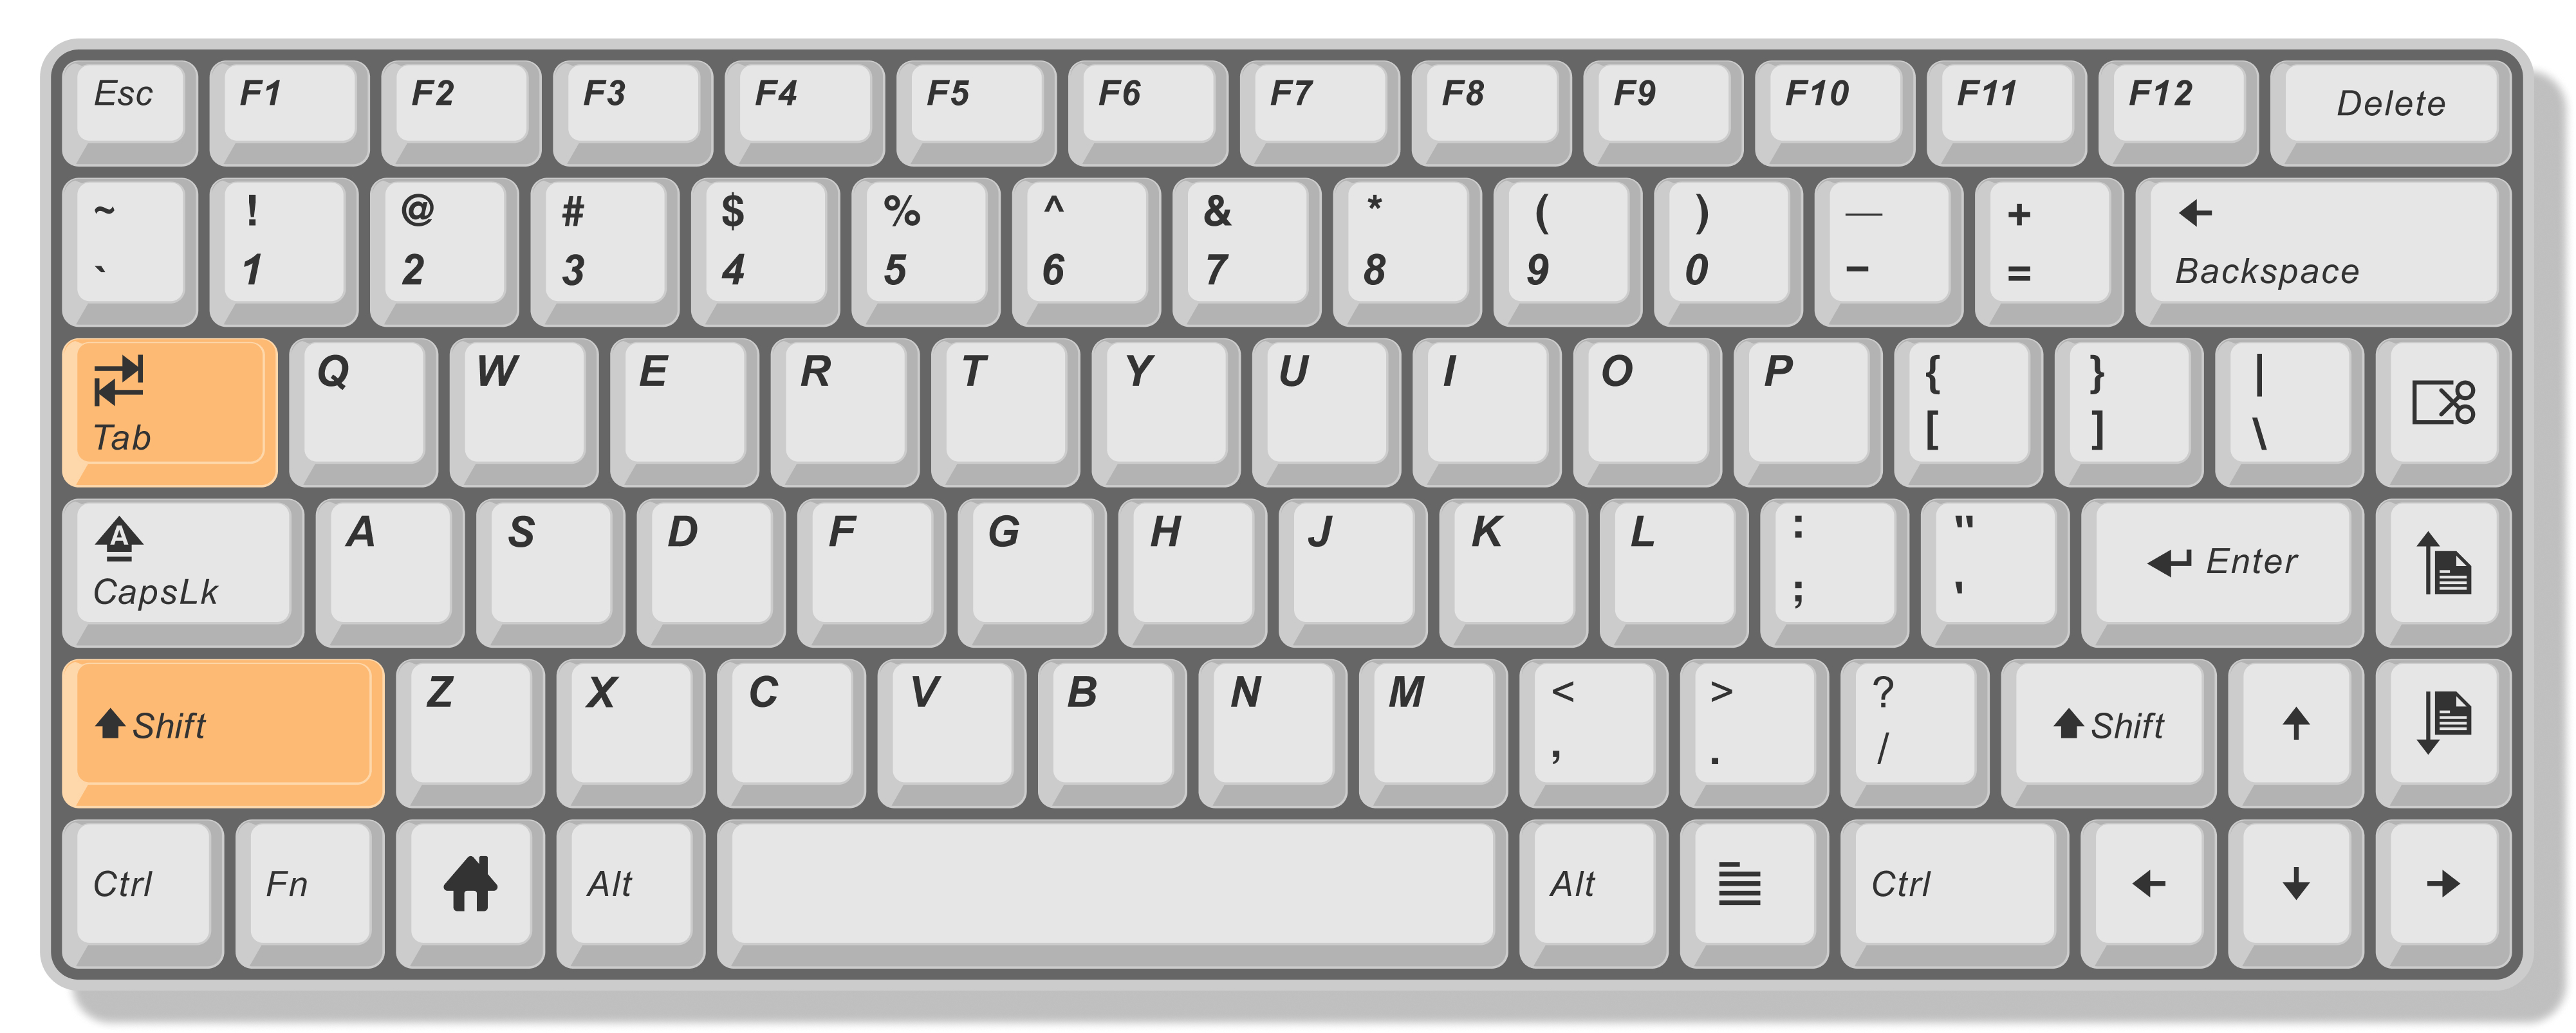 Esc F1 F2 F3 F4 F5 F6 F7 F8 F9 F10 F11 F12 Delete
~ ! @ # $ % ^ & * ( ) — +
` 1 2 3 4 5 6 7 8 9 0 - = Backspace
Q W E R T Y U I O P { } |
Tab [ ] \
A S D F G H J K L : "
CapsLk ; ' Enter
Z X C V B N M < > ?
Shift , . / Shift
Ctrl Fn Alt Alt Ctrl